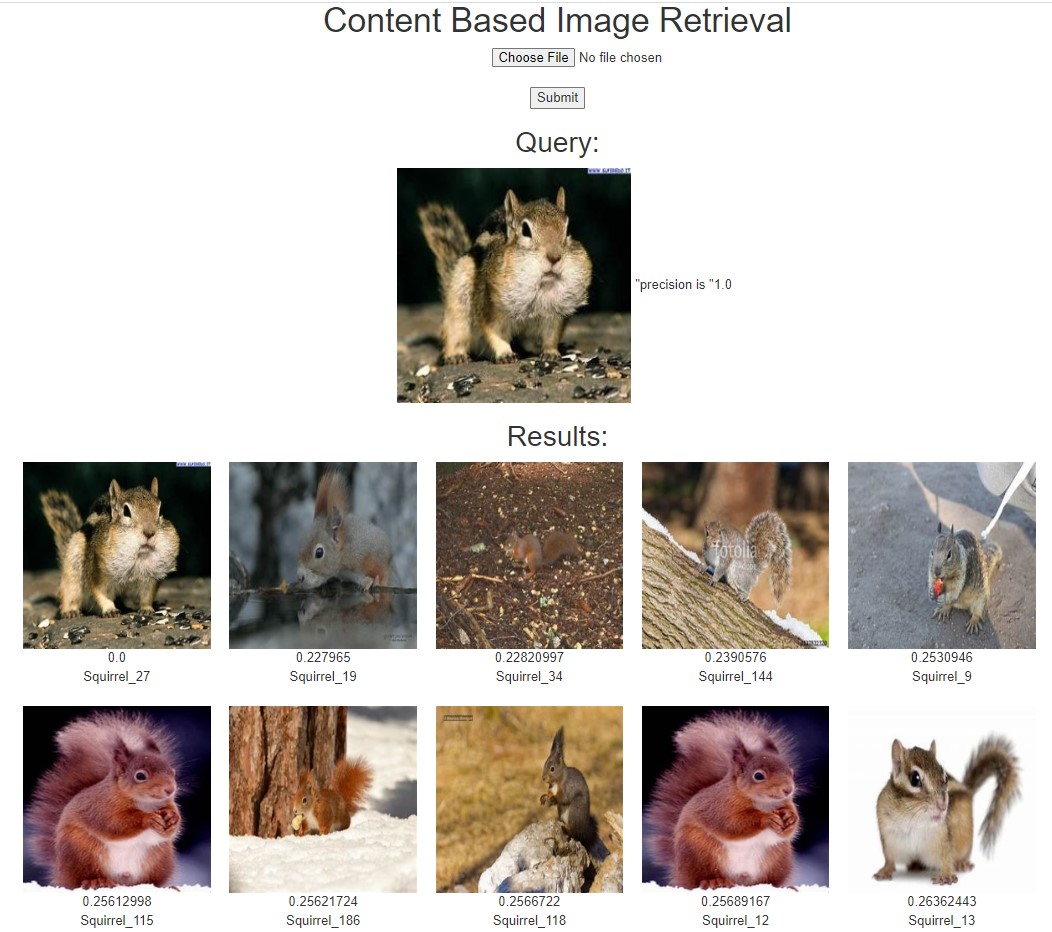 Content Based Image Retrieval
Choose File No file chosen
Submit
Query:
"precision is "1.0
Results:
fotolia
0.0 0.227965 0.22820997 0.2390576 0.2530946
Squirrel_27 Squirrel_19 Squirrel_34 Squirrel_144 Squirrel_9
0.25612998 0.25621724 0.2566722 0.25689167 0.26362443
Squirrel_115 Squirrel_186 Squirrel_118 Squirrel_12 Squirrel_13